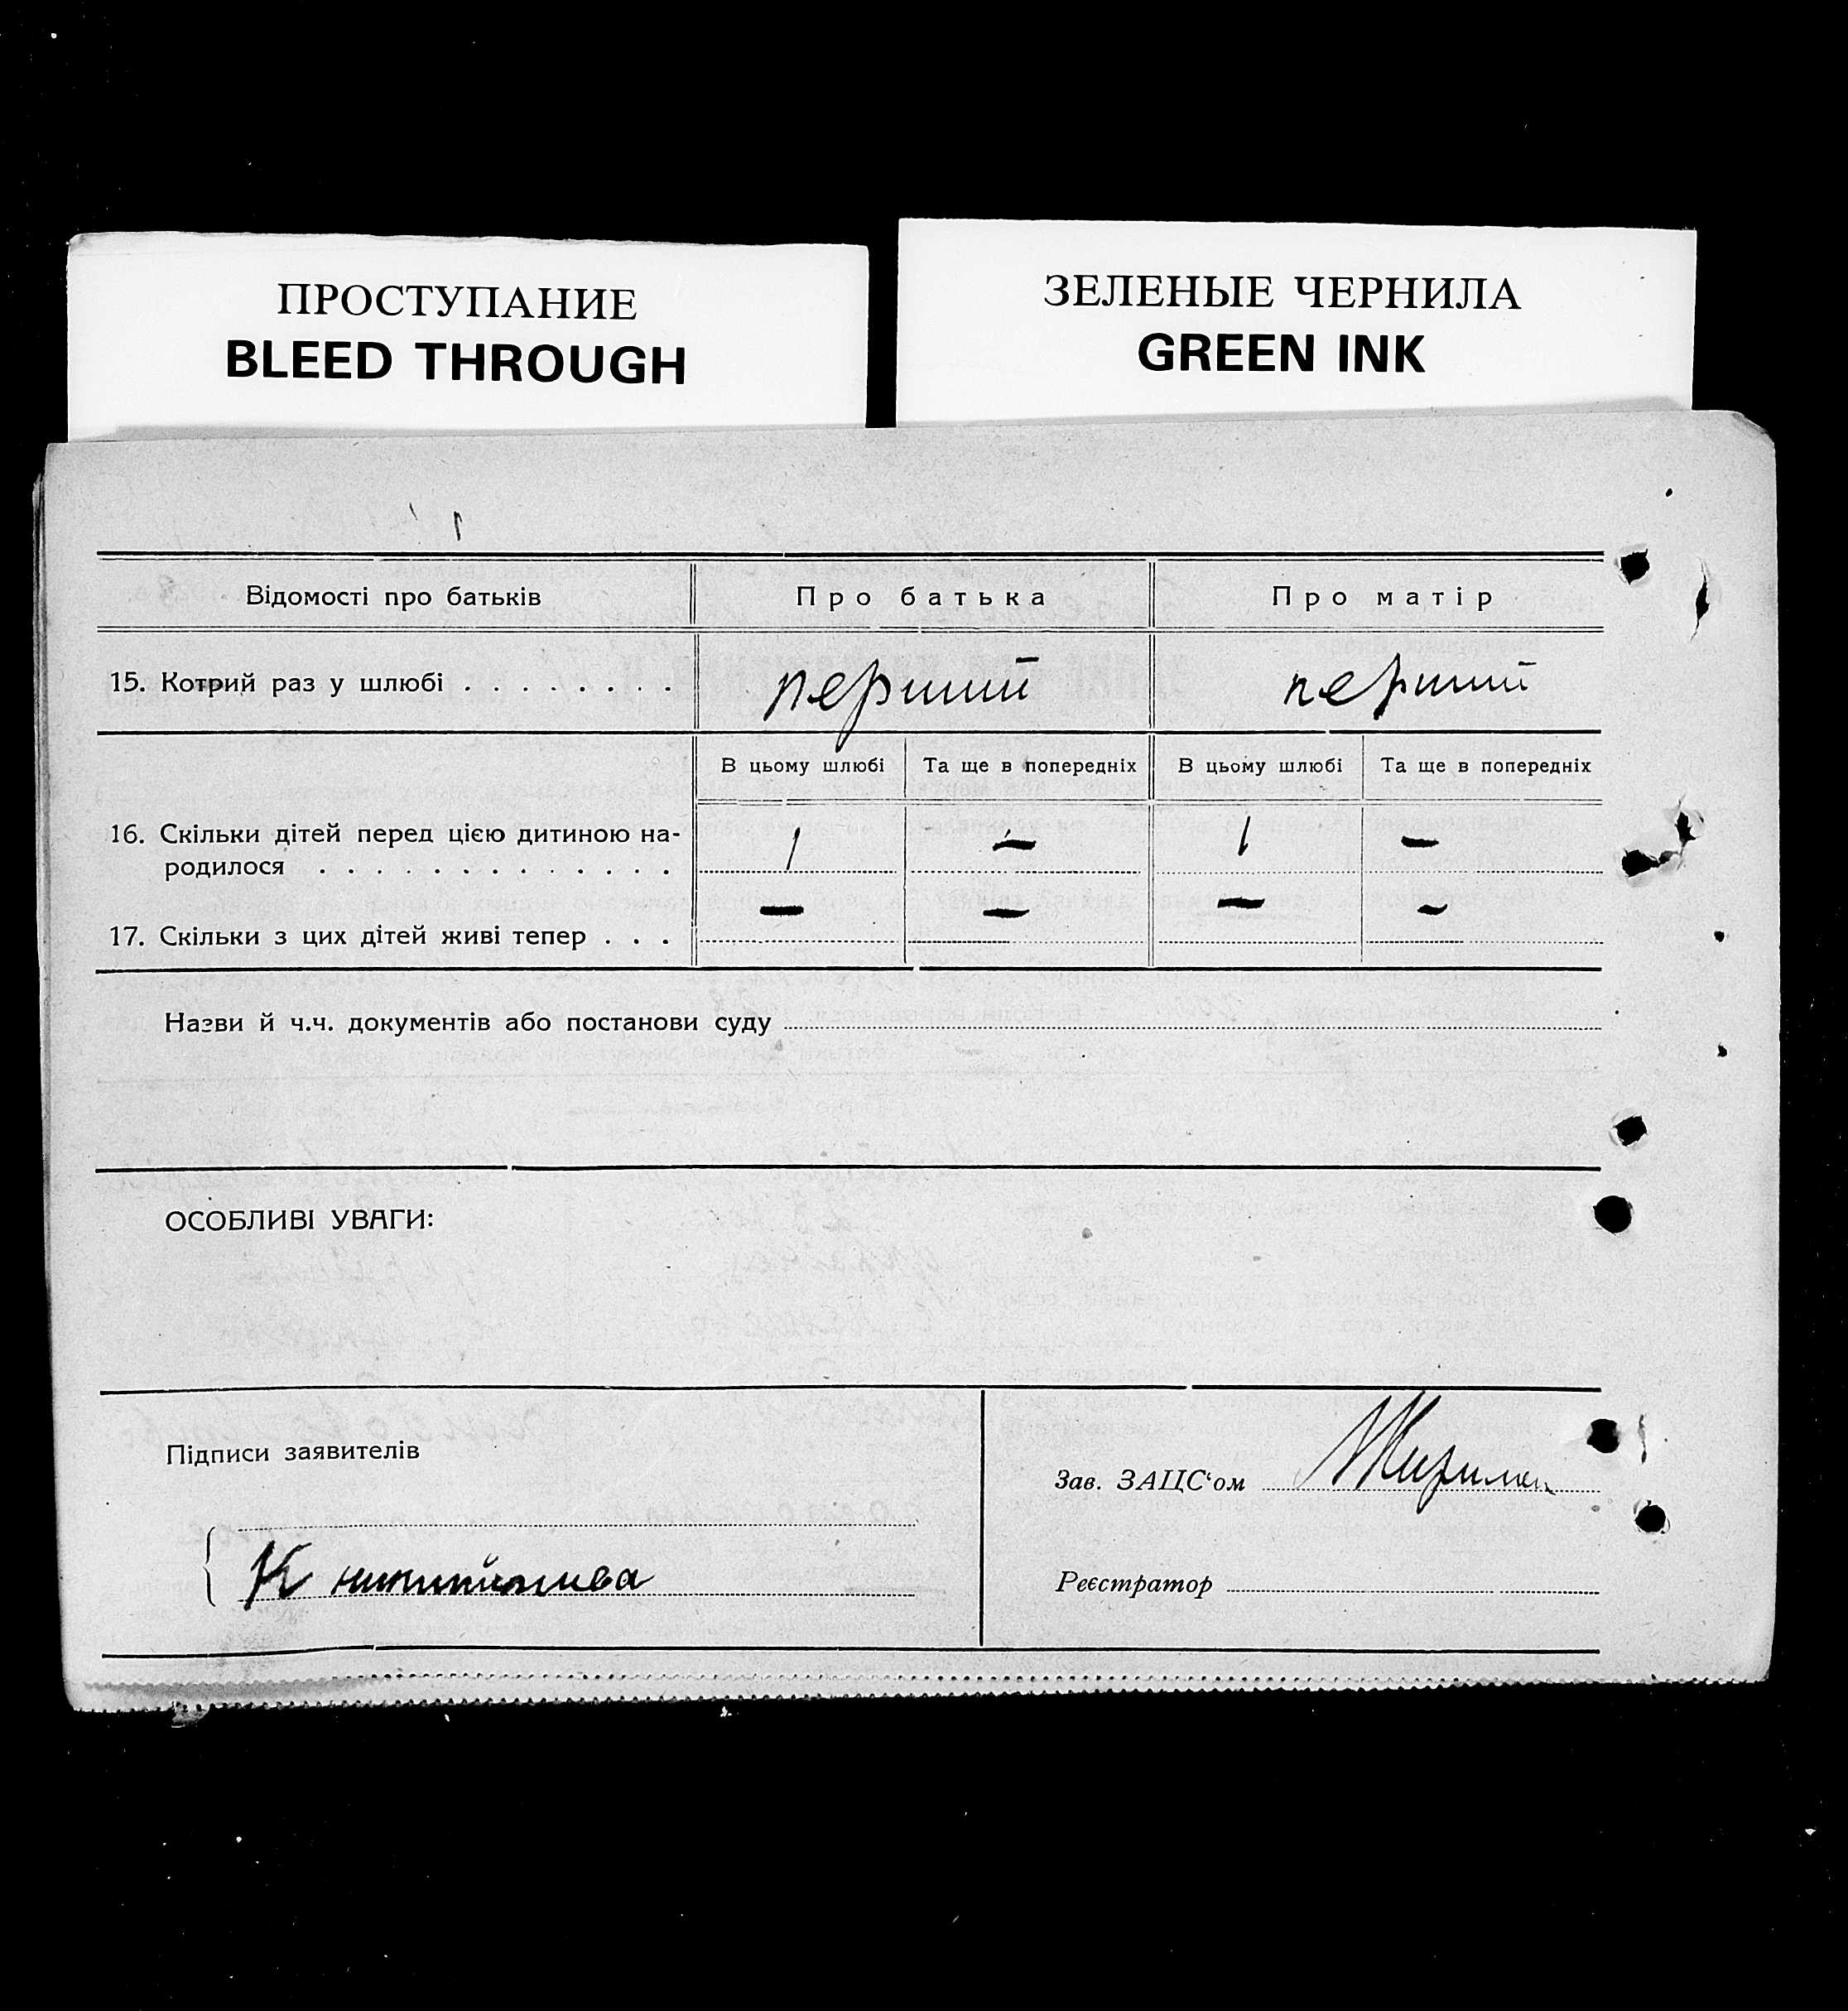 ПРОСТУПАНИЕ
BLEED THROUGH
ЗЕЛЕНЫЕ ЧЕРНИЛА
GREEN INK
Відомості про батьків Про батька Про матір
15. Котрий раз у шлюбі . . . . . . . . перший перший
В цьому шлюбі Та ще в попередніх В цьому шлюбі Та ще в попередніх
16. Скільки дітей перед цією дитиною на-
родилося . . . . . . . . . . . . . 1 — 1 —
17. Скільки з цих дітей живі тепер . . . — — — —
Назви й ч.ч. документів або постанови суду
ОСОБЛИВІ УВАГИ:
Підписи заявителів
Зав. ЗАЦС‘ом
К
Реєстратор